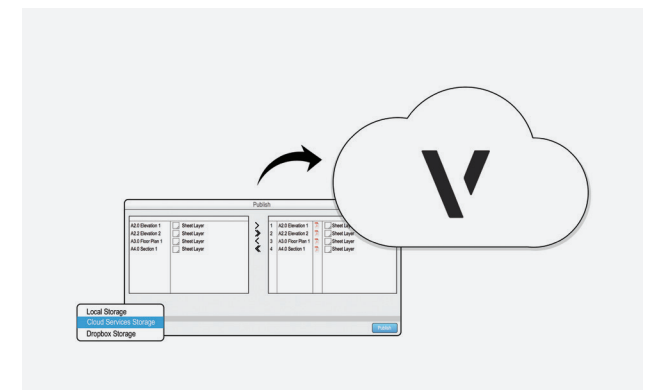 Publish
A2.0 Elevation 1 Sheet Layer
A2.2 Elevation 2 Sheet Layer
A3.0 Floor Plan 1 Sheet Layer
A4.0 Section 1 Sheet Layer
1 A2.0 Elevation 1 Sheet Layer
2 A2.2 Elevation 2 Sheet Layer
3 A3.0 Floor Plan 1 Sheet Layer
4 A4.0 Section 1 Sheet Layer
Local Storage
Cloud Services Storage
Dropbox Storage
Publish